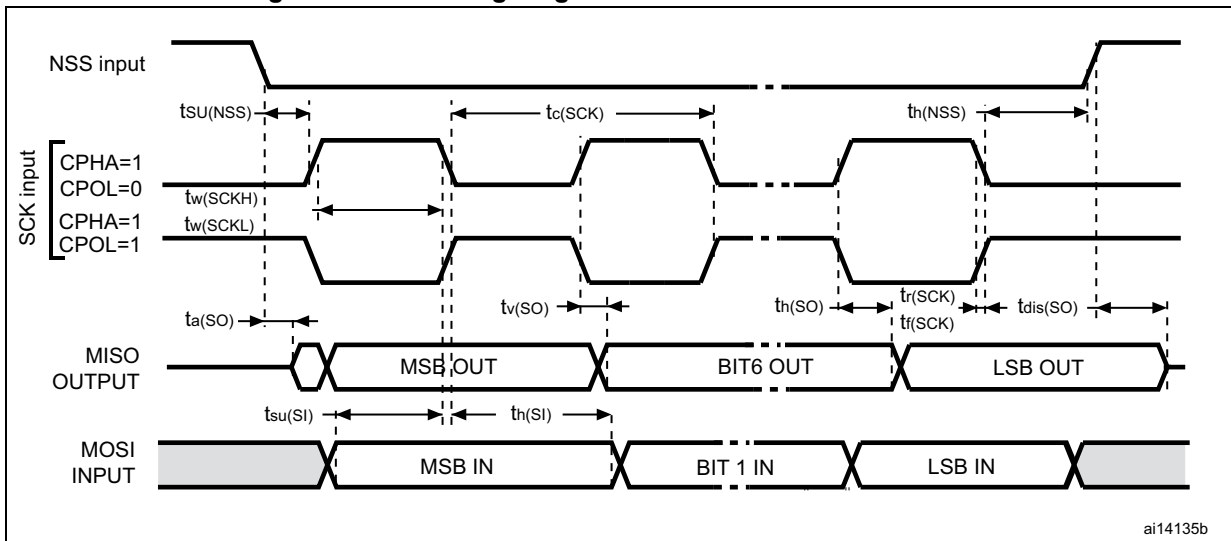 NSS input
tSU(NSS)
tc(SCK)
th(NSS)
SCK input
CPHA=1
CPOL=0
tw(SCKH)
CPHA=1
tw(SCKL)
CPOL=1
ta(SO)
tv(SO)
th(SO)
tr(SCK)
tf(SCK)
tdis(SO)
MISO
OUTPUT
MSB OUT
BIT6 OUT
LSB OUT
tsu(SI)
th(SI)
MOSI
INPUT
MSB IN
BIT 1 IN
LSB IN
ai14135b